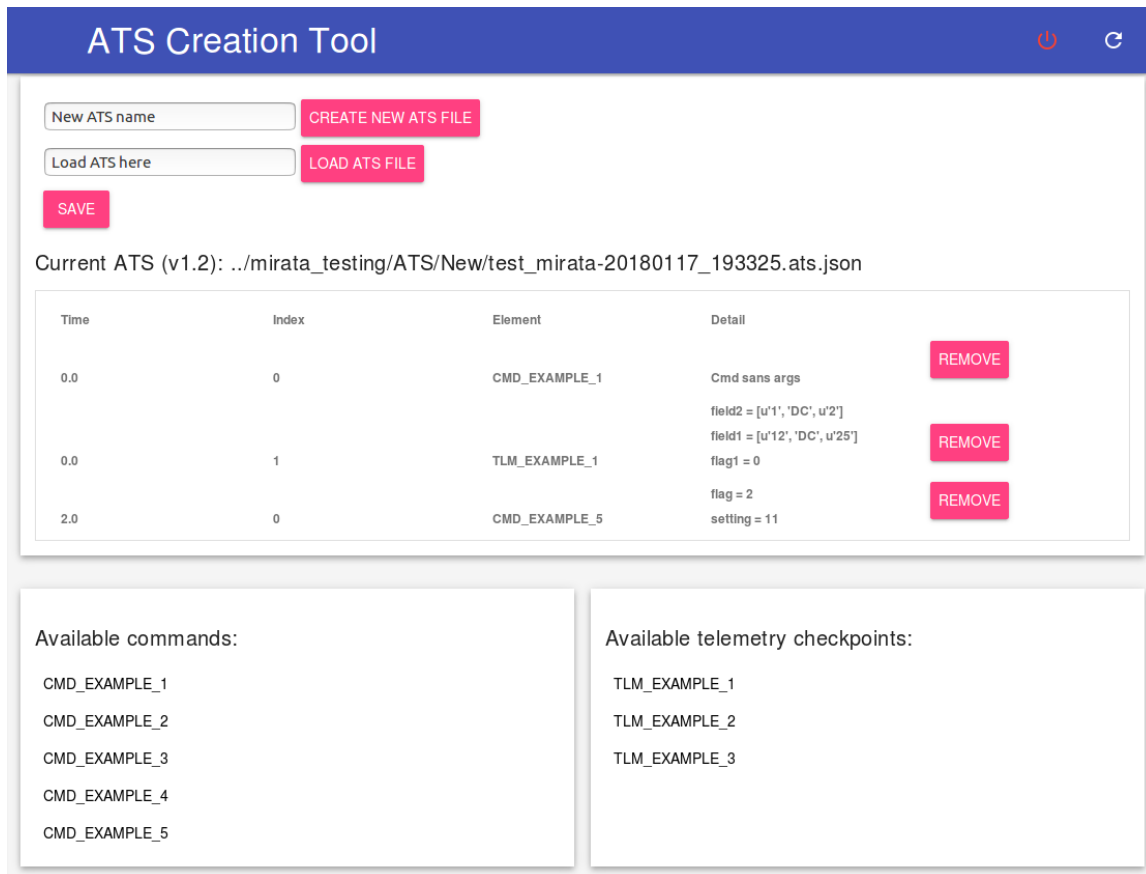 ATS Creation Tool
New ATS name CREATE NEW ATS FILE
Load ATS here LOAD ATS FILE
SAVE
Current ATS (v1.2): ../mirata_testing/ATS/New/test_mirata-20180117_193325.ats.json
Time Index Element Detail
0.0 0 CMD_EXAMPLE_1 Cmd sans args REMOVE
field2 = [u'1', 'DC', u'2']
field1 = [u'12', 'DC', u'25']
0.0 1 TLM_EXAMPLE_1 flag1 = 0 REMOVE
flag = 2
2.0 0 CMD_EXAMPLE_5 setting = 11 REMOVE
Available commands:
CMD_EXAMPLE_1
CMD_EXAMPLE_2
CMD_EXAMPLE_3
CMD_EXAMPLE_4
CMD_EXAMPLE_5
Available telemetry checkpoints:
TLM_EXAMPLE_1
TLM_EXAMPLE_2
TLM_EXAMPLE_3